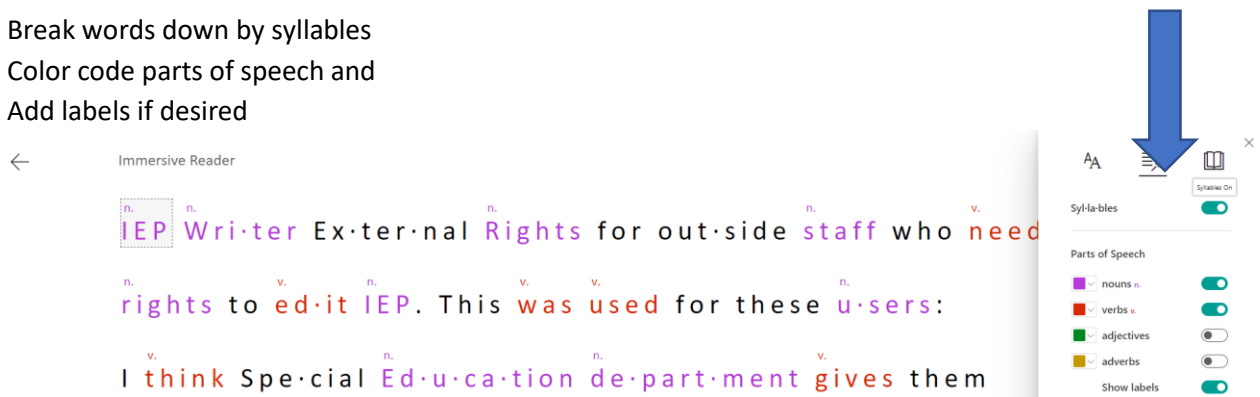 Break words down by syllables
Color code parts of speech and
Add labels if desired
Immersive Reader
Syllables On
n. n. n. n. v.
IEP Wri·ter Ex·ter·nal Rights for out·side staff who need
Syl·la·bles
Parts of Speech
n. v. n. v. v. n.
rights to ed·it IEP. This was used for these u·sers:
nouns n.
verbs v.
adjectives
v. n. n. v.
I think Spe·cial Ed·u·ca·tion de·part·ment gives them
adverbs
Show labels